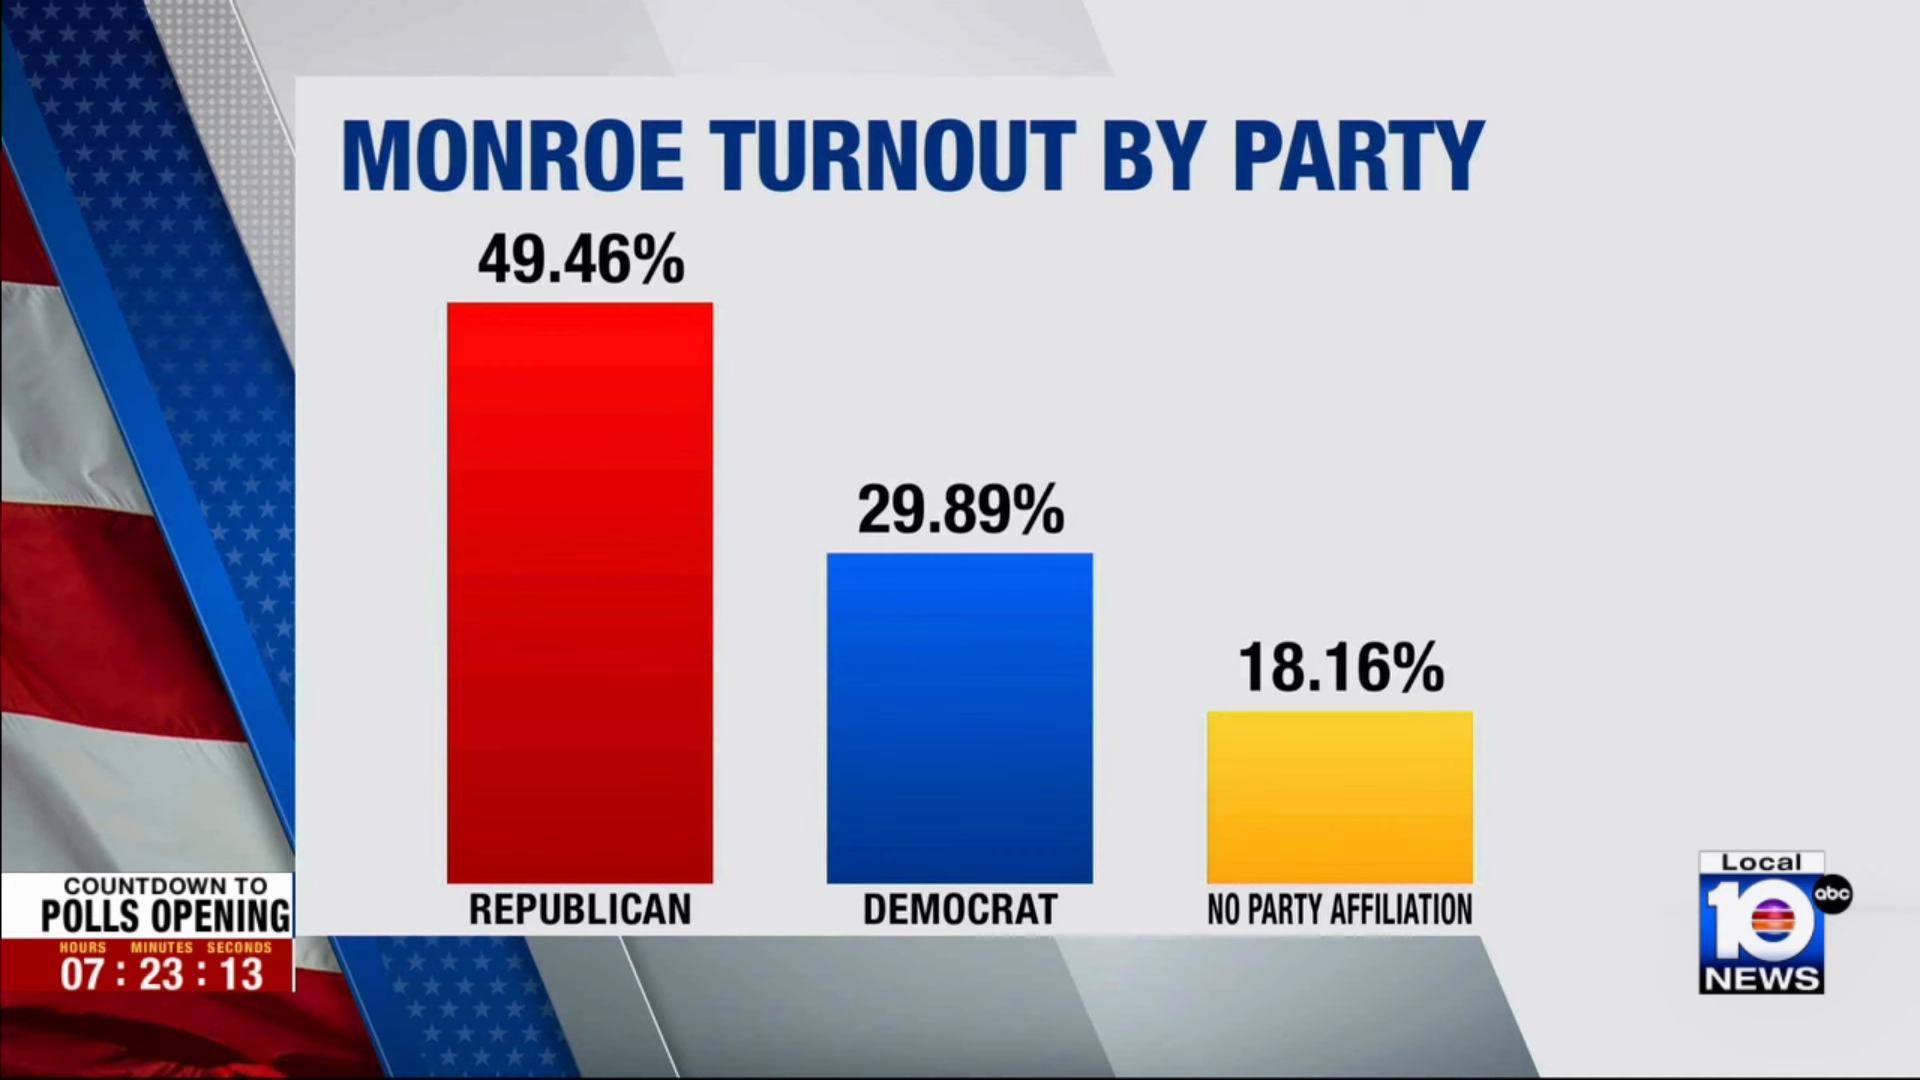 MONROE TURNOUT BY PARTY
49.46%
29.89%
18.16%
REPUBLICAN
DEMOCRAT
NO PARTY AFFILIATION
COUNTDOWN TO
POLLS OPENING
HOURS MINUTES SECONDS
07 : 23 : 13
Local
10
abc
NEWS